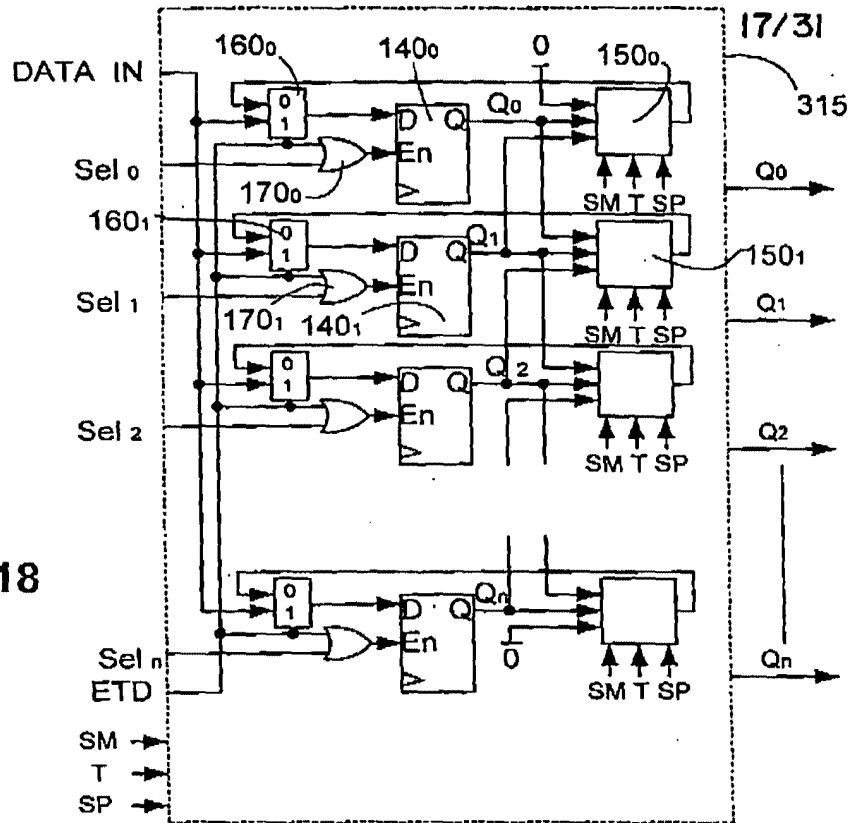 17/31
160₀
140₀
0
150₀
DATA IN
0
1
D
Q
Q₀
En
315
Sel 0
170₀
SM T SP
Q₀
160₁
0
1
D
Q
Q₁
En
150₁
Sel 1
170₁
140₁
SM T SP
Q₁
0
1
D
Q
Q 2
En
Sel 2
SM T SP
Q₂
18
0
1
D
Q
Qn
En
0
Sel n
ETD
SM T SP
Qn
SM
T
SP